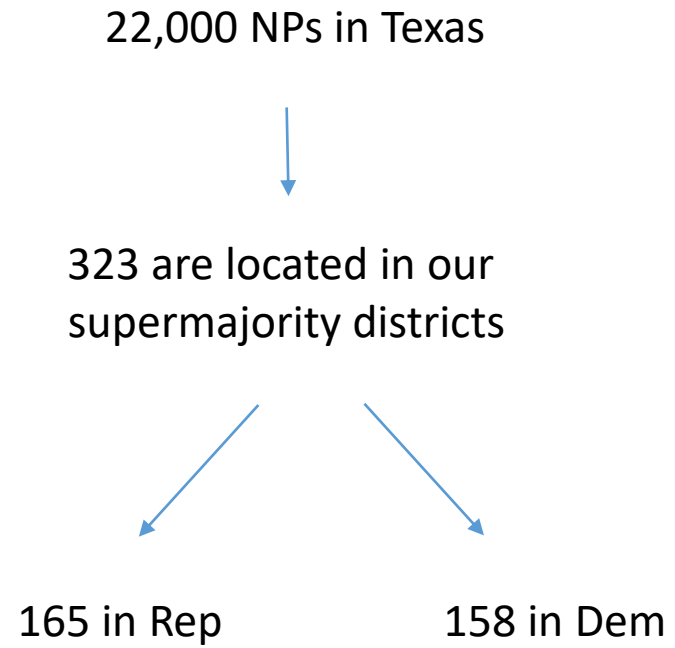 22,000 NPs in Texas
323 are located in our
supermajority districts
165 in Rep
158 in Dem